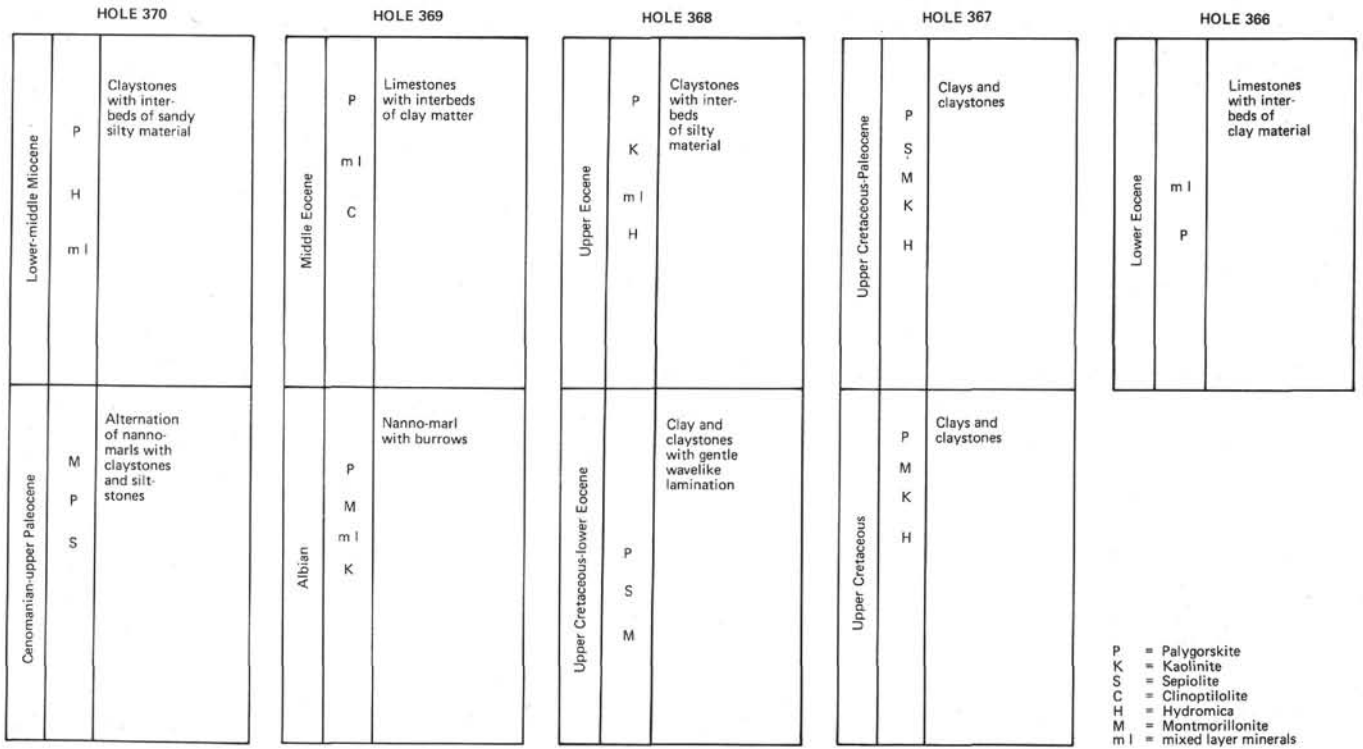 HOLE 370
Lower-middle Miocene
P
H
m l
Claystones
with inter-
beds of sandy
silty material
Cenomanian-upper Paleocene
M
P
S
Alternation
of nanno-
marls with
claystones
and silt-
stones
HOLE 369
Middle Eocene
P
m l
C
Limestones
with interbeds
of clay matter
Albian
P
M
m l
K
Nanno-marl
with burrows
HOLE 368
Upper Eocene
P
K
m l
H
Claystones
with inter-
beds
of silty
material
Upper Cretaceous-lower Eocene
P
S
M
Clay and
claystones
with gentle
wavelike
lamination
HOLE 367
Upper Cretaceous-Paleocene
P
S
M
K
H
Clays and
claystones
Upper Cretaceous
P
M
K
H
Clays and
claystones
HOLE 366
Lower Eocene
m l
P
Limestones
with inter-
beds of
clay material
P = Palygorskite
K = Kaolinite
S = Sepiolite
C = Clinoptilolite
H = Hydromica
M = Montmorillonite
m l = mixed layer minerals